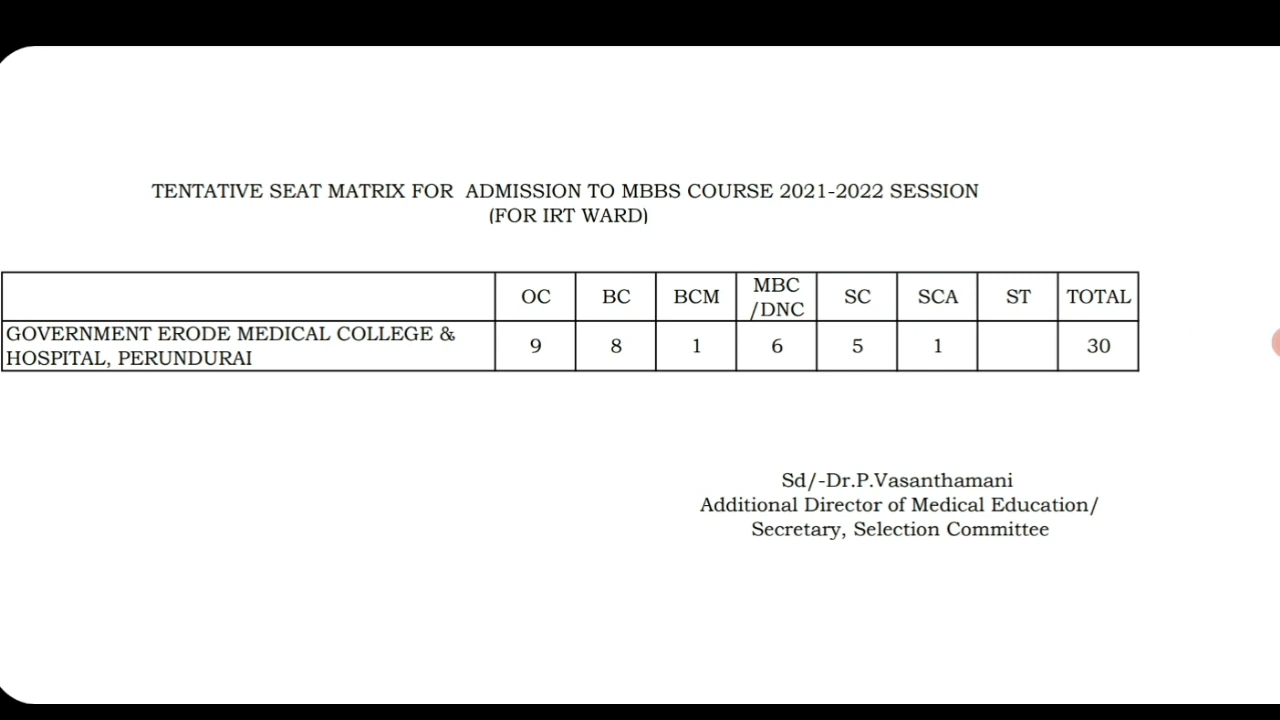 TENTATIVE SEAT MATRIX FOR ADMISSION TO MBBS COURSE 2021-2022 SESSION
(FOR IRT WARD)
OC BC BCM MBC /DNC SC SCA ST TOTAL
GOVERNMENT ERODE MEDICAL COLLEGE &
HOSPITAL, PERUNDURAI
9 8 1 6 5 1 30
Sd/-Dr.P.Vasanthamani
Additional Director of Medical Education/
Secretary, Selection Committee